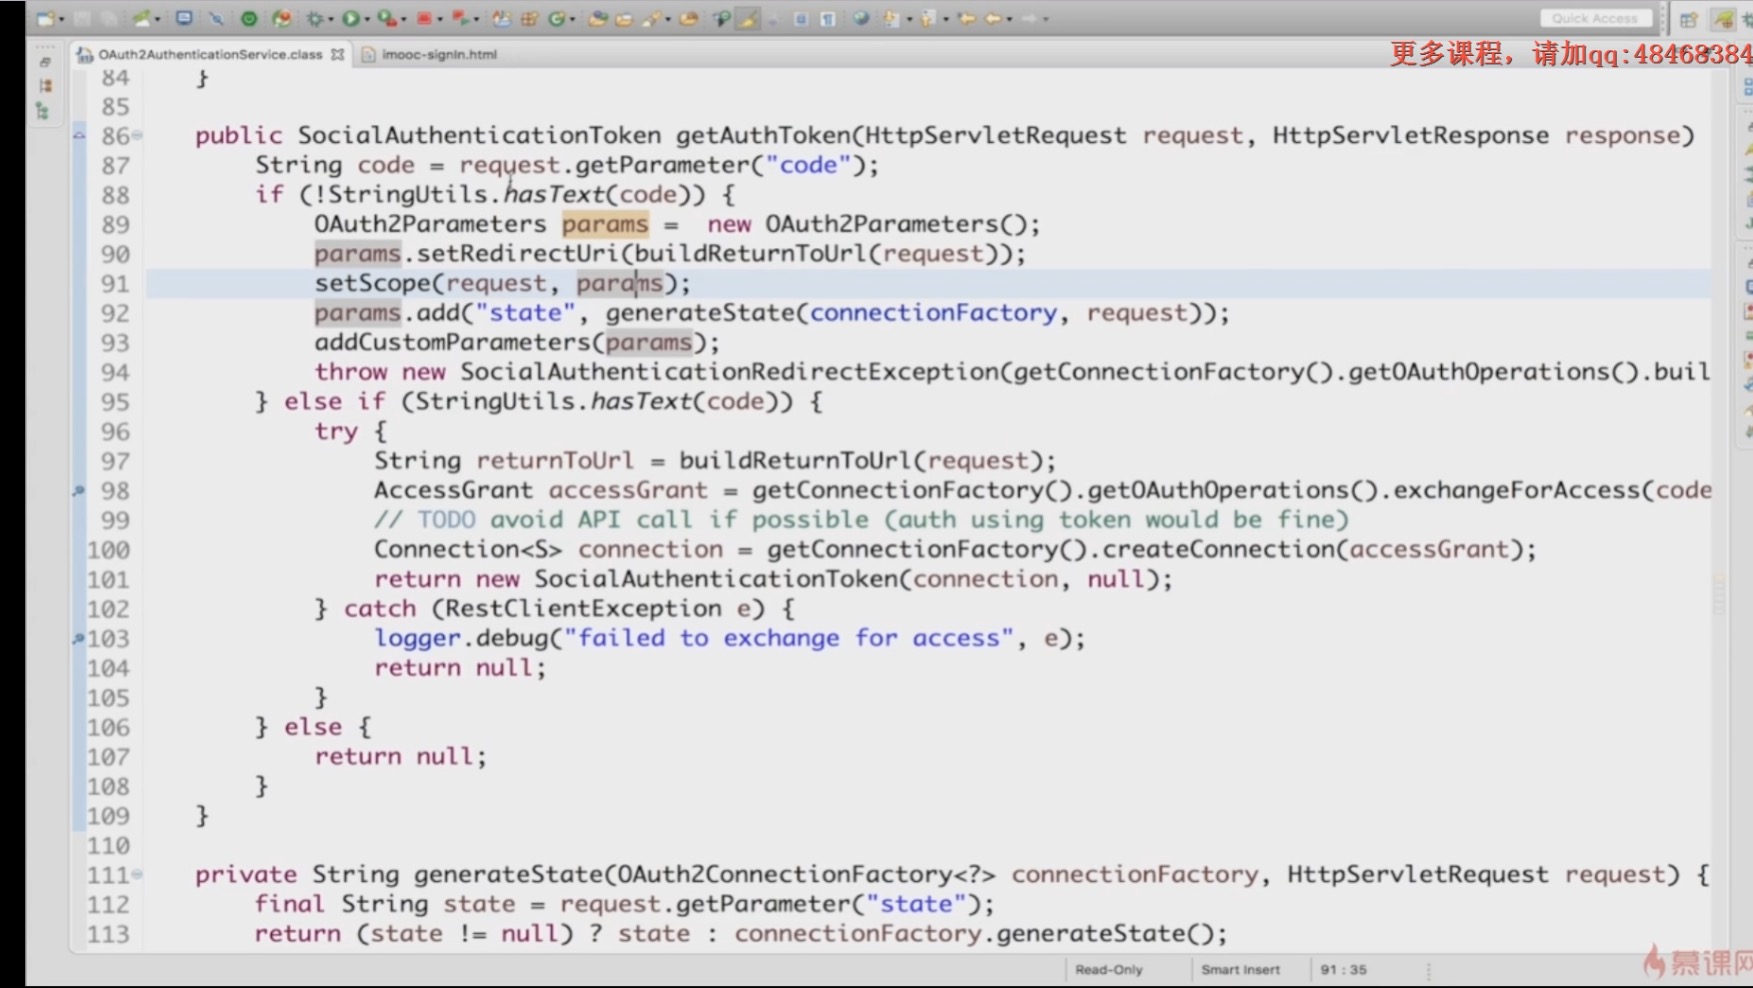 Quick Access
OAuth2AuthenticationService.class
imooc-signIn.html
更多课程，请加qq:48468384
84 }
85
86 public SocialAuthenticationToken getAuthToken(HttpServletRequest request, HttpServletResponse response)
87 String code = request.getParameter("code");
88 if (!StringUtils.hasText(code)) {
89 OAuth2Parameters params =  new OAuth2Parameters();
90 params.setRedirectUri(buildReturnToUrl(request));
91 setScope(request, params);
92 params.add("state", generateState(connectionFactory, request));
93 addCustomParameters(params);
94 throw new SocialAuthenticationRedirectException(getConnectionFactory().getOAuthOperations().buil
95 } else if (StringUtils.hasText(code)) {
96 try {
97 String returnToUrl = buildReturnToUrl(request);
98 AccessGrant accessGrant = getConnectionFactory().getOAuthOperations().exchangeForAccess(code
99 // TODO avoid API call if possible (auth using token would be fine)
100 Connection<S> connection = getConnectionFactory().createConnection(accessGrant);
101 return new SocialAuthenticationToken(connection, null);
102 } catch (RestClientException e) {
103 logger.debug("failed to exchange for access", e);
104 return null;
105 }
106 } else {
107 return null;
108 }
109 }
110
111 private String generateState(OAuth2ConnectionFactory<?> connectionFactory, HttpServletRequest request) {
112 final String state = request.getParameter("state");
113 return (state != null) ? state : connectionFactory.generateState();
Read-Only
Smart Insert
91 : 35
慕课网